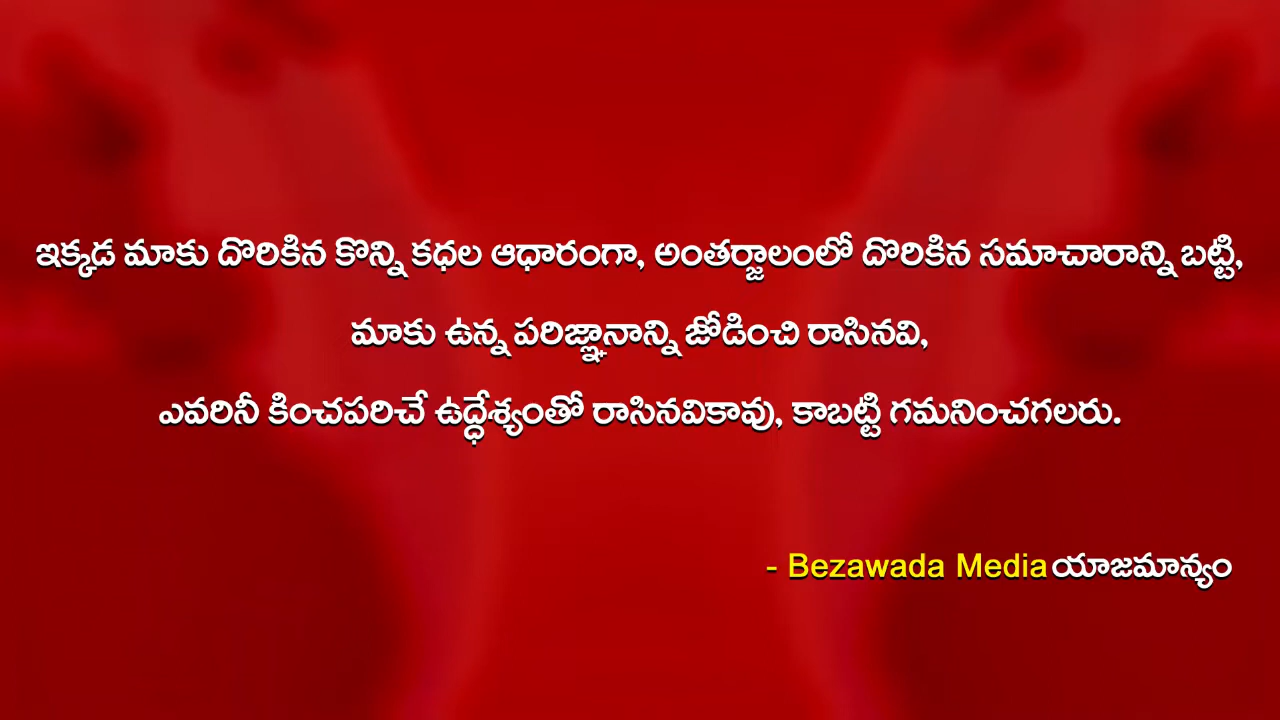 ఇక్కడ మాకు దొరికిన కొన్ని కధల ఆధారంగా, అంతర్జాలంలో దొరికిన సమాచారాన్ని బట్టి,
మాకు ఉన్న పరిజ్ఞానాన్ని జోడించి రాసినవి,
ఎవరినీ కించపరిచే ఉద్ధేశ్యంతో రాసినవికావు, కాబట్టి గమనించగలరు.
- Bezawada Media యాజమాన్యం